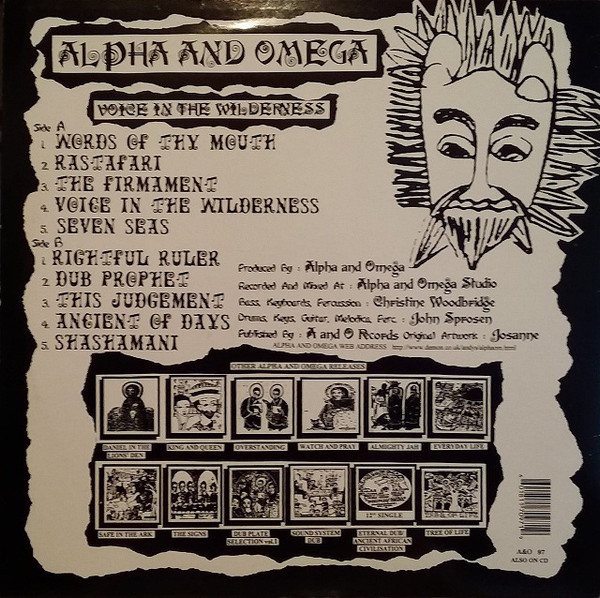 ALPHA AND OMEGA
VOICE IN THE WILDERNESS
Side A
1. WORDS OF THY MOUTH
2. RASTAFARI
3. THE FIRMAMENT
4. VOICE IN THE WILDERNESS
5. SEVEN SEAS
Side B
1. RIGHTFUL RULER
2. DUB PROPHET
3. THIS JUDGEMENT
4. ANCIENT OF DAYS
5. SHASHAMANI
Produced By : Alpha and Omega
Recorded And Mixed At : Alpha and Omega Studio
Bass, Keyboards, Percussion : Christine Woodbridge
Drums, Keys, Guitar, Melodica, Perc. : John Sprosen
Published By : A and O Records Original Artwork : Josanne
ALPHA AND OMEGA WEB ADDRESS
OTHER ALPHA AND OMEGA RELEASES
DANIEL IN THE LIONS' DEN
KING AND QUEEN
OVERSTANDING
WATCH AND PRAY
ALMIGHTY JAH
EVERYDAY LIFE
12" SINGLE
SAFE IN THE ARK
THE SIGNS
DUB PLATE SELECTION vol.1
SOUND SYSTEM DUB
ETERNAL DUB/ ANCIENT AFRICAN CIVILISATION
TREE OF LIFE
A&O 97
ALSO ON CD